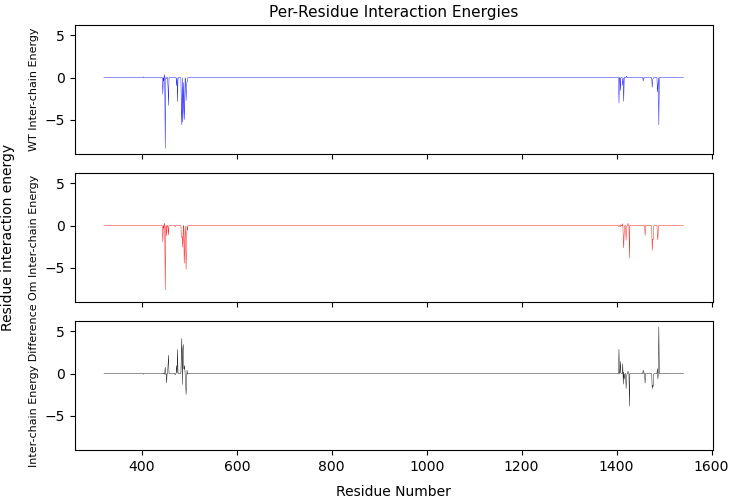 Per-Residue Interaction Energies
Residue interaction energy
WT Inter-chain Energy
5
0
−5
Om Inter-chain Energy
5
0
−5
Inter-chain Energy Difference
5
0
−5
400
600
800
1000
1200
1400
1600
Residue Number